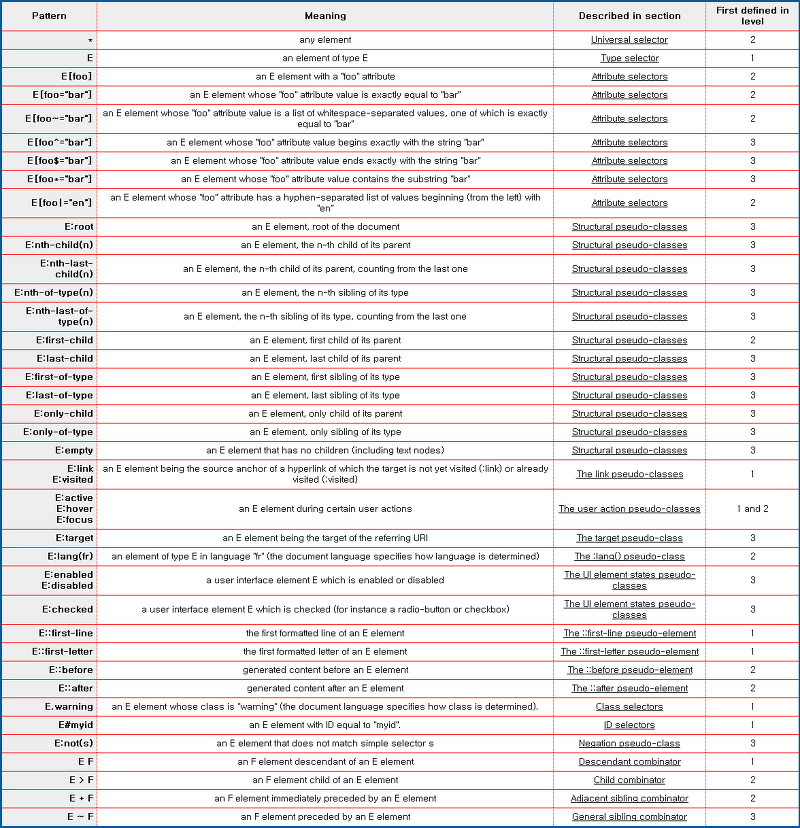 Pattern Meaning Described in section First defined in level
* any element Universal selector 2
E an element of type E Type selector 1
E[foo] an E element with a "foo" attribute Attribute selectors 2
E[foo="bar"] an E element whose "foo" attribute value is exactly equal to "bar" Attribute selectors 2
E[foo~="bar"] an E element whose "foo" attribute value is a list of whitespace-separated values, one of which is exactly equal to "bar" Attribute selectors 2
E[foo^="bar"] an E element whose "foo" attribute value begins exactly with the string "bar" Attribute selectors 3
E[foo$="bar"] an E element whose "foo" attribute value ends exactly with the string "bar" Attribute selectors 3
E[foo*="bar"] an E element whose "foo" attribute value contains the substring "bar" Attribute selectors 3
E[foo|="en"] an E element whose "foo" attribute has a hyphen-separated list of values beginning (from the left) with "en" Attribute selectors 2
E:root an E element, root of the document Structural pseudo-classes 3
E:nth-child(n) an E element, the n-th child of its parent Structural pseudo-classes 3
E:nth-last-child(n) an E element, the n-th child of its parent, counting from the last one Structural pseudo-classes 3
E:nth-of-type(n) an E element, the n-th sibling of its type Structural pseudo-classes 3
E:nth-last-of-type(n) an E element, the n-th sibling of its type, counting from the last one Structural pseudo-classes 3
E:first-child an E element, first child of its parent Structural pseudo-classes 2
E:last-child an E element, last child of its parent Structural pseudo-classes 3
E:first-of-type an E element, first sibling of its type Structural pseudo-classes 3
E:last-of-type an E element, last sibling of its type Structural pseudo-classes 3
E:only-child an E element, only child of its parent Structural pseudo-classes 3
E:only-of-type an E element, only sibling of its type Structural pseudo-classes 3
E:empty an E element that has no children (including text nodes) Structural pseudo-classes 3
E:link E:visited an E element being the source anchor of a hyperlink of which the target is not yet visited (:link) or already visited (:visited) The link pseudo-classes 1
E:active E:hover E:focus an E element during certain user actions The user action pseudo-classes 1 and 2
E:target an E element being the target of the referring URI The target pseudo-class 3
E:lang(fr) an element of type E in language "fr" (the document language specifies how language is determined) The :lang() pseudo-class 2
E:enabled E:disabled a user interface element E which is enabled or disabled The UI element states pseudo-classes 3
E:checked a user interface element E which is checked (for instance a radio-button or checkbox) The UI element states pseudo-classes 3
E::first-line the first formatted line of an E element The ::first-line pseudo-element 1
E::first-letter the first formatted letter of an E element The ::first-letter pseudo-element 1
E::before generated content before an E element The ::before pseudo-element 2
E::after generated content after an E element The ::after pseudo-element 2
E.warning an E element whose class is "warning" (the document language specifies how class is determined). Class selectors 1
E#myid an E element with ID equal to "myid". ID selectors 1
E:not(s) an E element that does not match simple selector s Negation pseudo-class 3
E F an F element descendant of an E element Descendant combinator 1
E > F an F element child of an E element Child combinator 2
E + F an F element immediately preceded by an E element Adjacent sibling combinator 2
E ~ F an F element preceded by an E element General sibling combinator 3